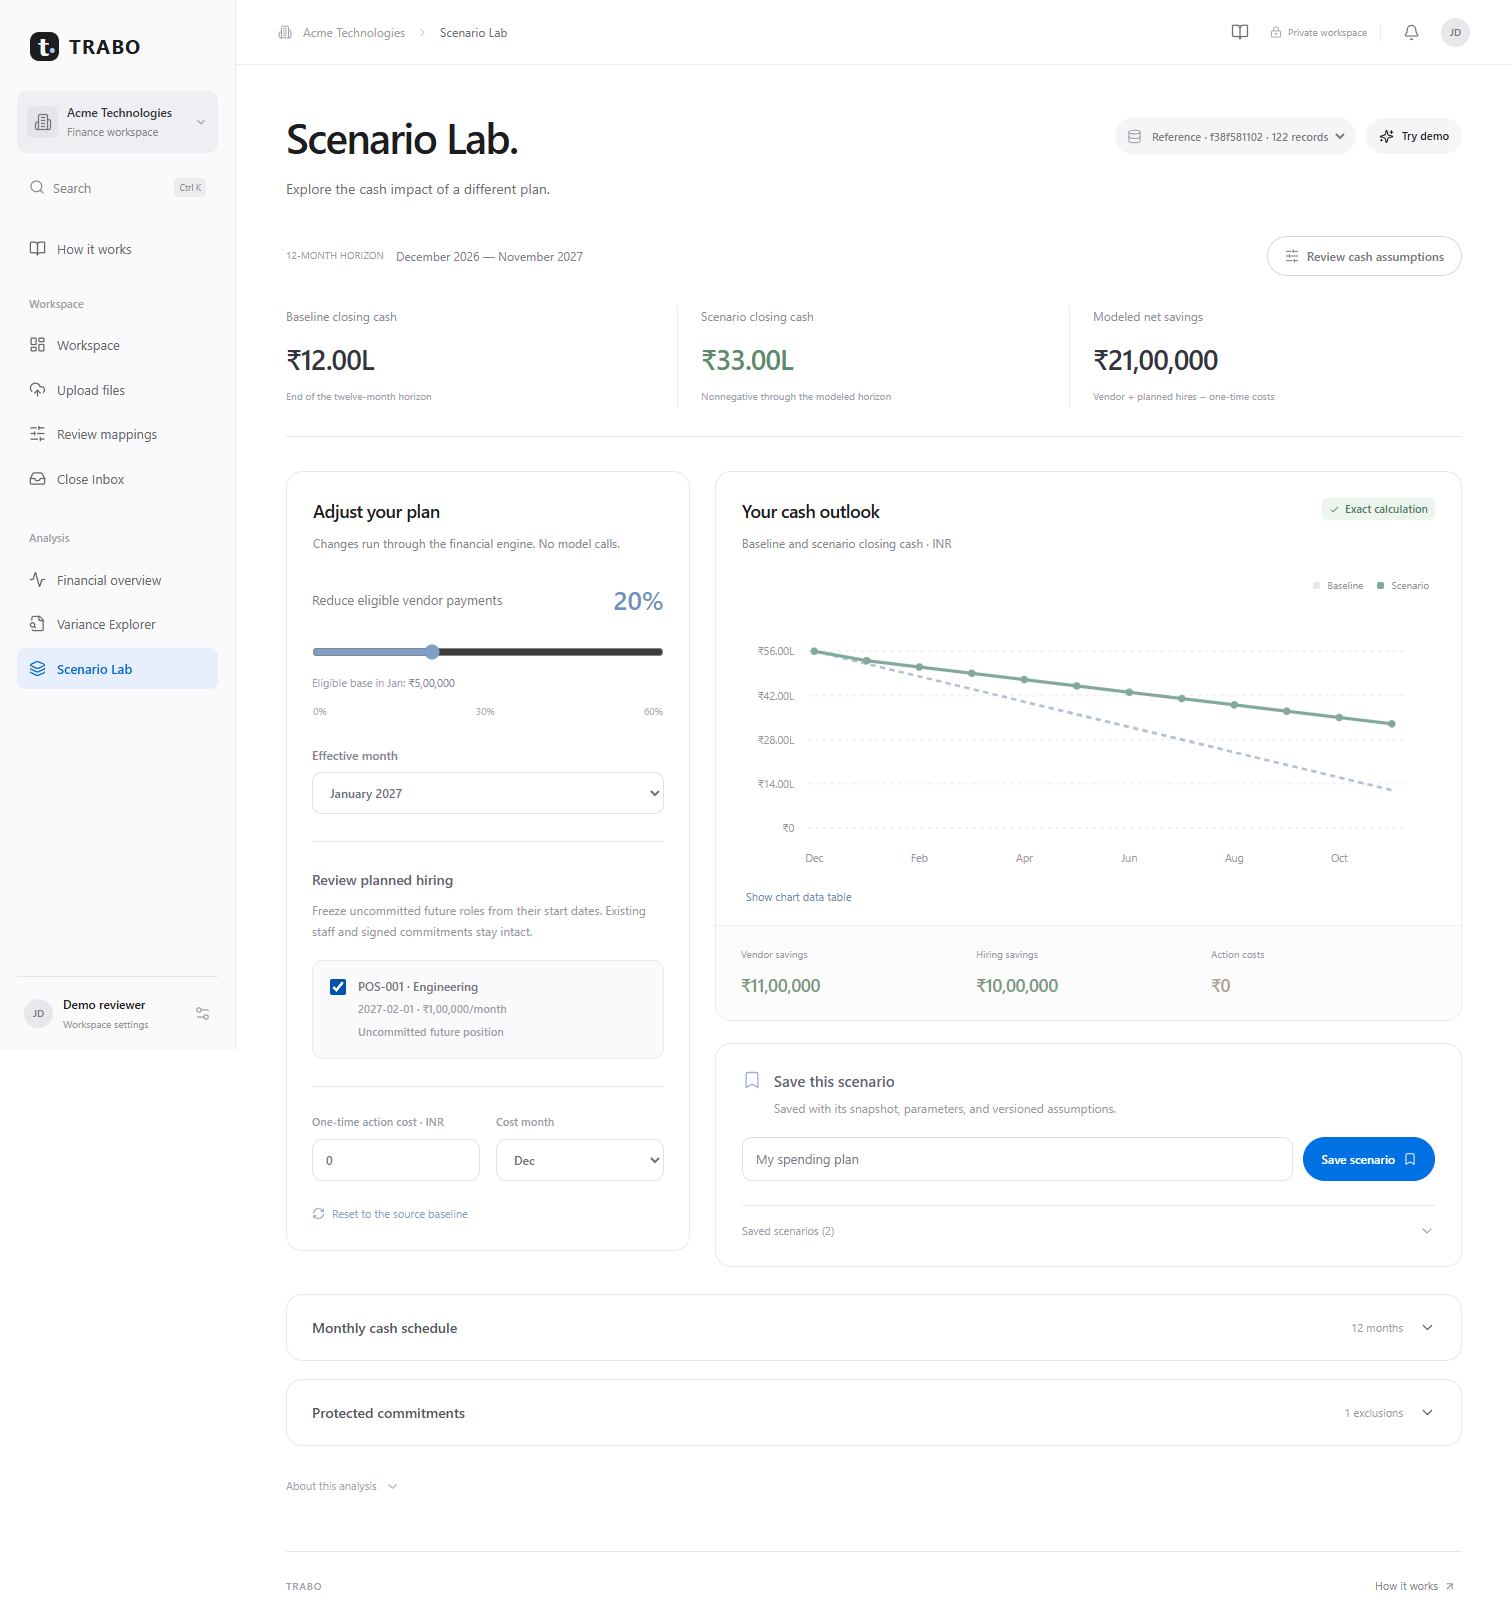 t. TRABO
Acme Technologies
Finance workspace
Search Ctrl K
How it works
Workspace
Workspace
Upload files
Review mappings
Close Inbox
Analysis
Financial overview
Variance Explorer
Scenario Lab
JD
Demo reviewer
Workspace settings
Acme Technologies > Scenario Lab
Private workspace
JD
Scenario Lab.
Explore the cash impact of a different plan.
Reference · f38f581102 · 122 records
Try demo
12-MONTH HORIZON December 2026 — November 2027
Review cash assumptions
Baseline closing cash
₹12.00L
End of the twelve-month horizon
Scenario closing cash
₹33.00L
Nonnegative through the modeled horizon
Modeled net savings
₹21,00,000
Vendor + planned hires − one-time costs
Adjust your plan
Changes run through the financial engine. No model calls.
Reduce eligible vendor payments 20%
Eligible base in Jan: ₹5,00,000
0% 30% 60%
Effective month
January 2027
Review planned hiring
Freeze uncommitted future roles from their start dates. Existing
staff and signed commitments stay intact.
POS-001 · Engineering
2027-02-01 · ₹1,00,000/month
Uncommitted future position
One-time action cost · INR
0
Cost month
Dec
Reset to the source baseline
Your cash outlook
Exact calculation
Baseline and scenario closing cash · INR
Baseline Scenario
₹56.00L
₹42.00L
₹28.00L
₹14.00L
₹0
Dec Feb Apr Jun Aug Oct
Show chart data table
Vendor savings
₹11,00,000
Hiring savings
₹10,00,000
Action costs
₹0
Save this scenario
Saved with its snapshot, parameters, and versioned assumptions.
My spending plan
Save scenario
Saved scenarios (2)
Monthly cash schedule 12 months
Protected commitments 1 exclusions
About this analysis
TRABO
How it works